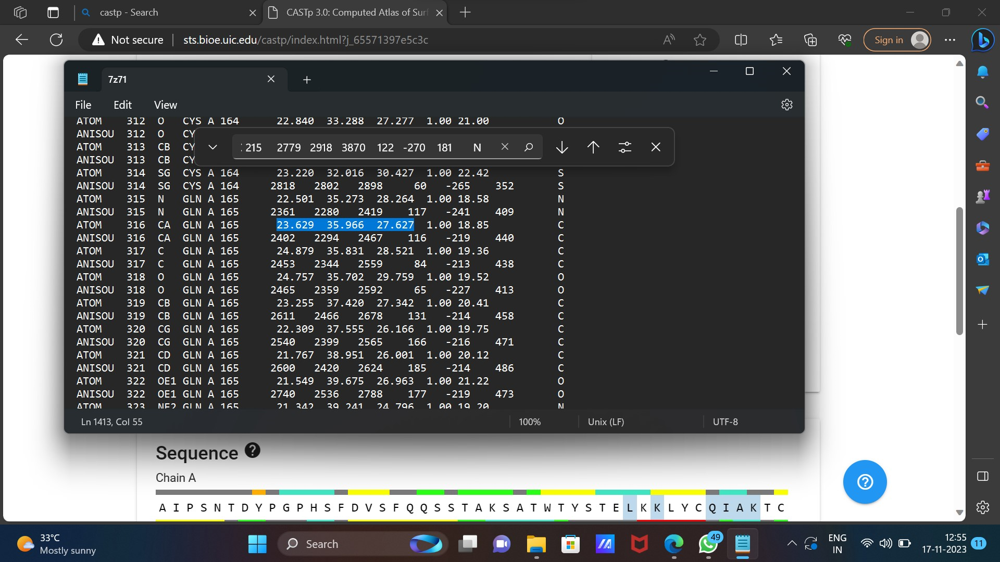 castp - Search
CASTp 3.0: Computed Atlas of Surf
Not secure
sts.bioe.uic.edu/castp/index.html?j_65571397e5c3c
Sign in
7z71
File Edit View
ATOM 312 O CYS A 164 22.840 33.288 27.277 1.00 21.00 O
ANISOU 312 O CY
215 2779 2918 3870 122 -270 181 N
ATOM 313 CB CY
ANISOU 313 CB CY
ATOM 314 SG CYS A 164 23.220 32.016 30.427 1.00 22.42 S
ANISOU 314 SG CYS A 164 2818 2802 2898 60 -265 352 S
ATOM 315 N GLN A 165 22.501 35.273 28.264 1.00 18.58 N
ANISOU 315 N GLN A 165 2361 2280 2419 117 -241 409 N
ATOM 316 CA GLN A 165 23.629 35.966 27.627 1.00 18.85 C
ANISOU 316 CA GLN A 165 2402 2294 2467 116 -219 440 C
ATOM 317 C GLN A 165 24.879 35.831 28.521 1.00 19.36 C
ANISOU 317 C GLN A 165 2453 2344 2559 84 -213 438 C
ATOM 318 O GLN A 165 24.757 35.702 29.759 1.00 19.52 O
ANISOU 318 O GLN A 165 2465 2359 2592 65 -227 413 O
ATOM 319 CB GLN A 165 23.255 37.420 27.342 1.00 20.41 C
ANISOU 319 CB GLN A 165 2611 2466 2678 131 -214 458 C
ATOM 320 CG GLN A 165 22.309 37.555 26.166 1.00 19.75 C
ANISOU 320 CG GLN A 165 2540 2399 2565 166 -216 471 C
ATOM 321 CD GLN A 165 21.767 38.951 26.001 1.00 20.12 C
ANISOU 321 CD GLN A 165 2600 2420 2624 185 -214 486 C
ATOM 322 OE1 GLN A 165 21.549 39.675 26.963 1.00 21.22 O
ANISOU 322 OE1 GLN A 165 2740 2536 2788 177 -219 473 O
ATOM 323 NE2 GLN A 165 21.342 39.241 24.796 1.00 19.20 N
Ln 1413, Col 55 100% Unix (LF) UTF-8
Sequence
Chain A
A I P S N T D Y P G P H S F D V S F Q Q S S T A K S A T W T Y S T E L K K L Y C Q I A K T C
33°C
Mostly sunny
Search
49
ENG
IN
12:55
17-11-2023
11